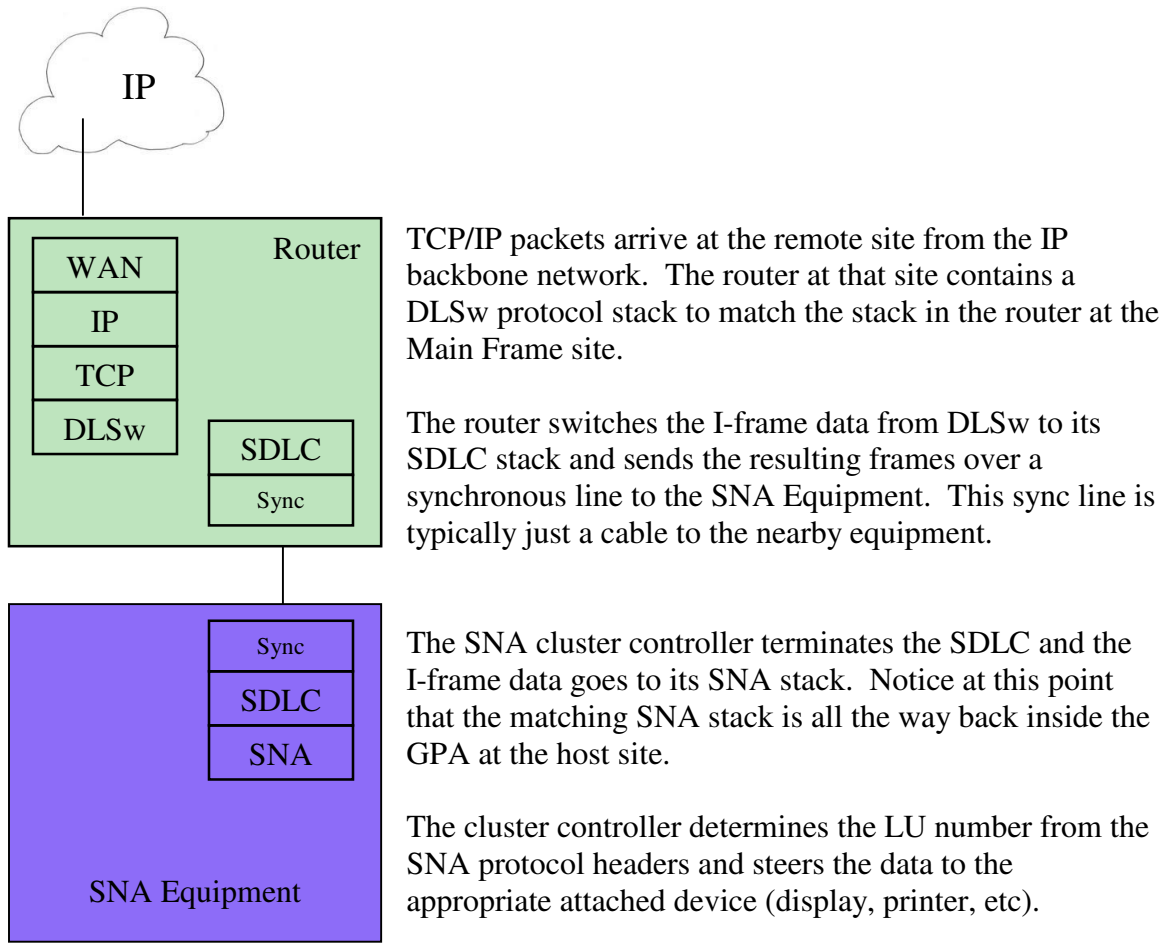 IP
Router
WAN
IP
TCP
DLSw
SDLC
Sync
TCP/IP packets arrive at the remote site from the IP
backbone network.  The router at that site contains a
DLSw protocol stack to match the stack in the router at the
Main Frame site.
The router switches the I-frame data from DLSw to its
SDLC stack and sends the resulting frames over a
synchronous line to the SNA Equipment.  This sync line is
typically just a cable to the nearby equipment.
Sync
SDLC
SNA
SNA Equipment
The SNA cluster controller terminates the SDLC and the
I-frame data goes to its SNA stack.  Notice at this point
that the matching SNA stack is all the way back inside the
GPA at the host site.
The cluster controller determines the LU number from the
SNA protocol headers and steers the data to the
appropriate attached device (display, printer, etc).